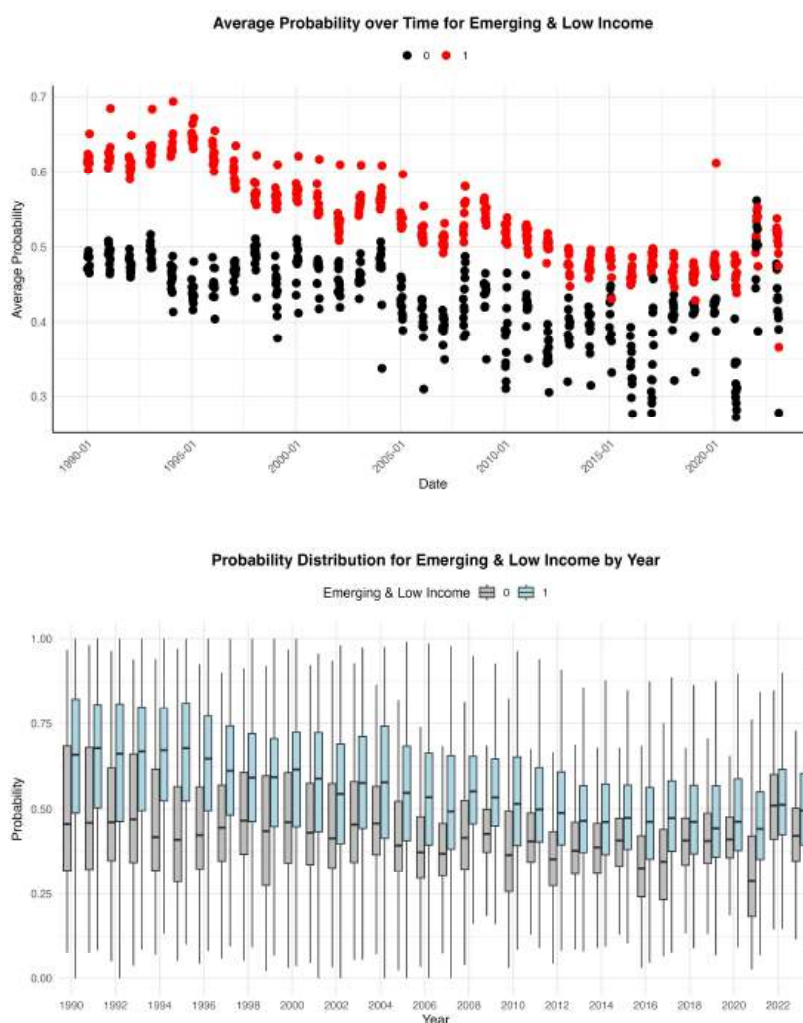 Average Probability over Time for Emerging & Low Income
0 1
0.7
0.6
0.5
0.4
0.3
Average Probability
1990-01 1995-01 2000-01 2005-01 2010-01 2015-01 2020-01
Date
Probability Distribution for Emerging & Low Income by Year
Emerging & Low Income 0 1
1.00
0.75
0.50
0.25
0.00
Probability
1990 1992 1994 1996 1998 2000 2002 2004 2006 2008 2010 2012 2014 2016 2018 2020 2022
Year